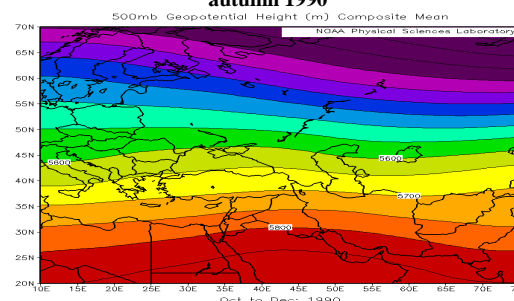 autumn 1990
500mb Geopotential Height (m) Composite Mean
NOAA Physical Sciences Laboratory
70N
65N
60N
55N
50N
45N
40N
35N
30N
25N
20N
5600
5600
5700
5800
10E 15E 20E 25E 30E 35E 40E 45E 50E 55E 60E 65E 70E
Oct to Dec: 1990